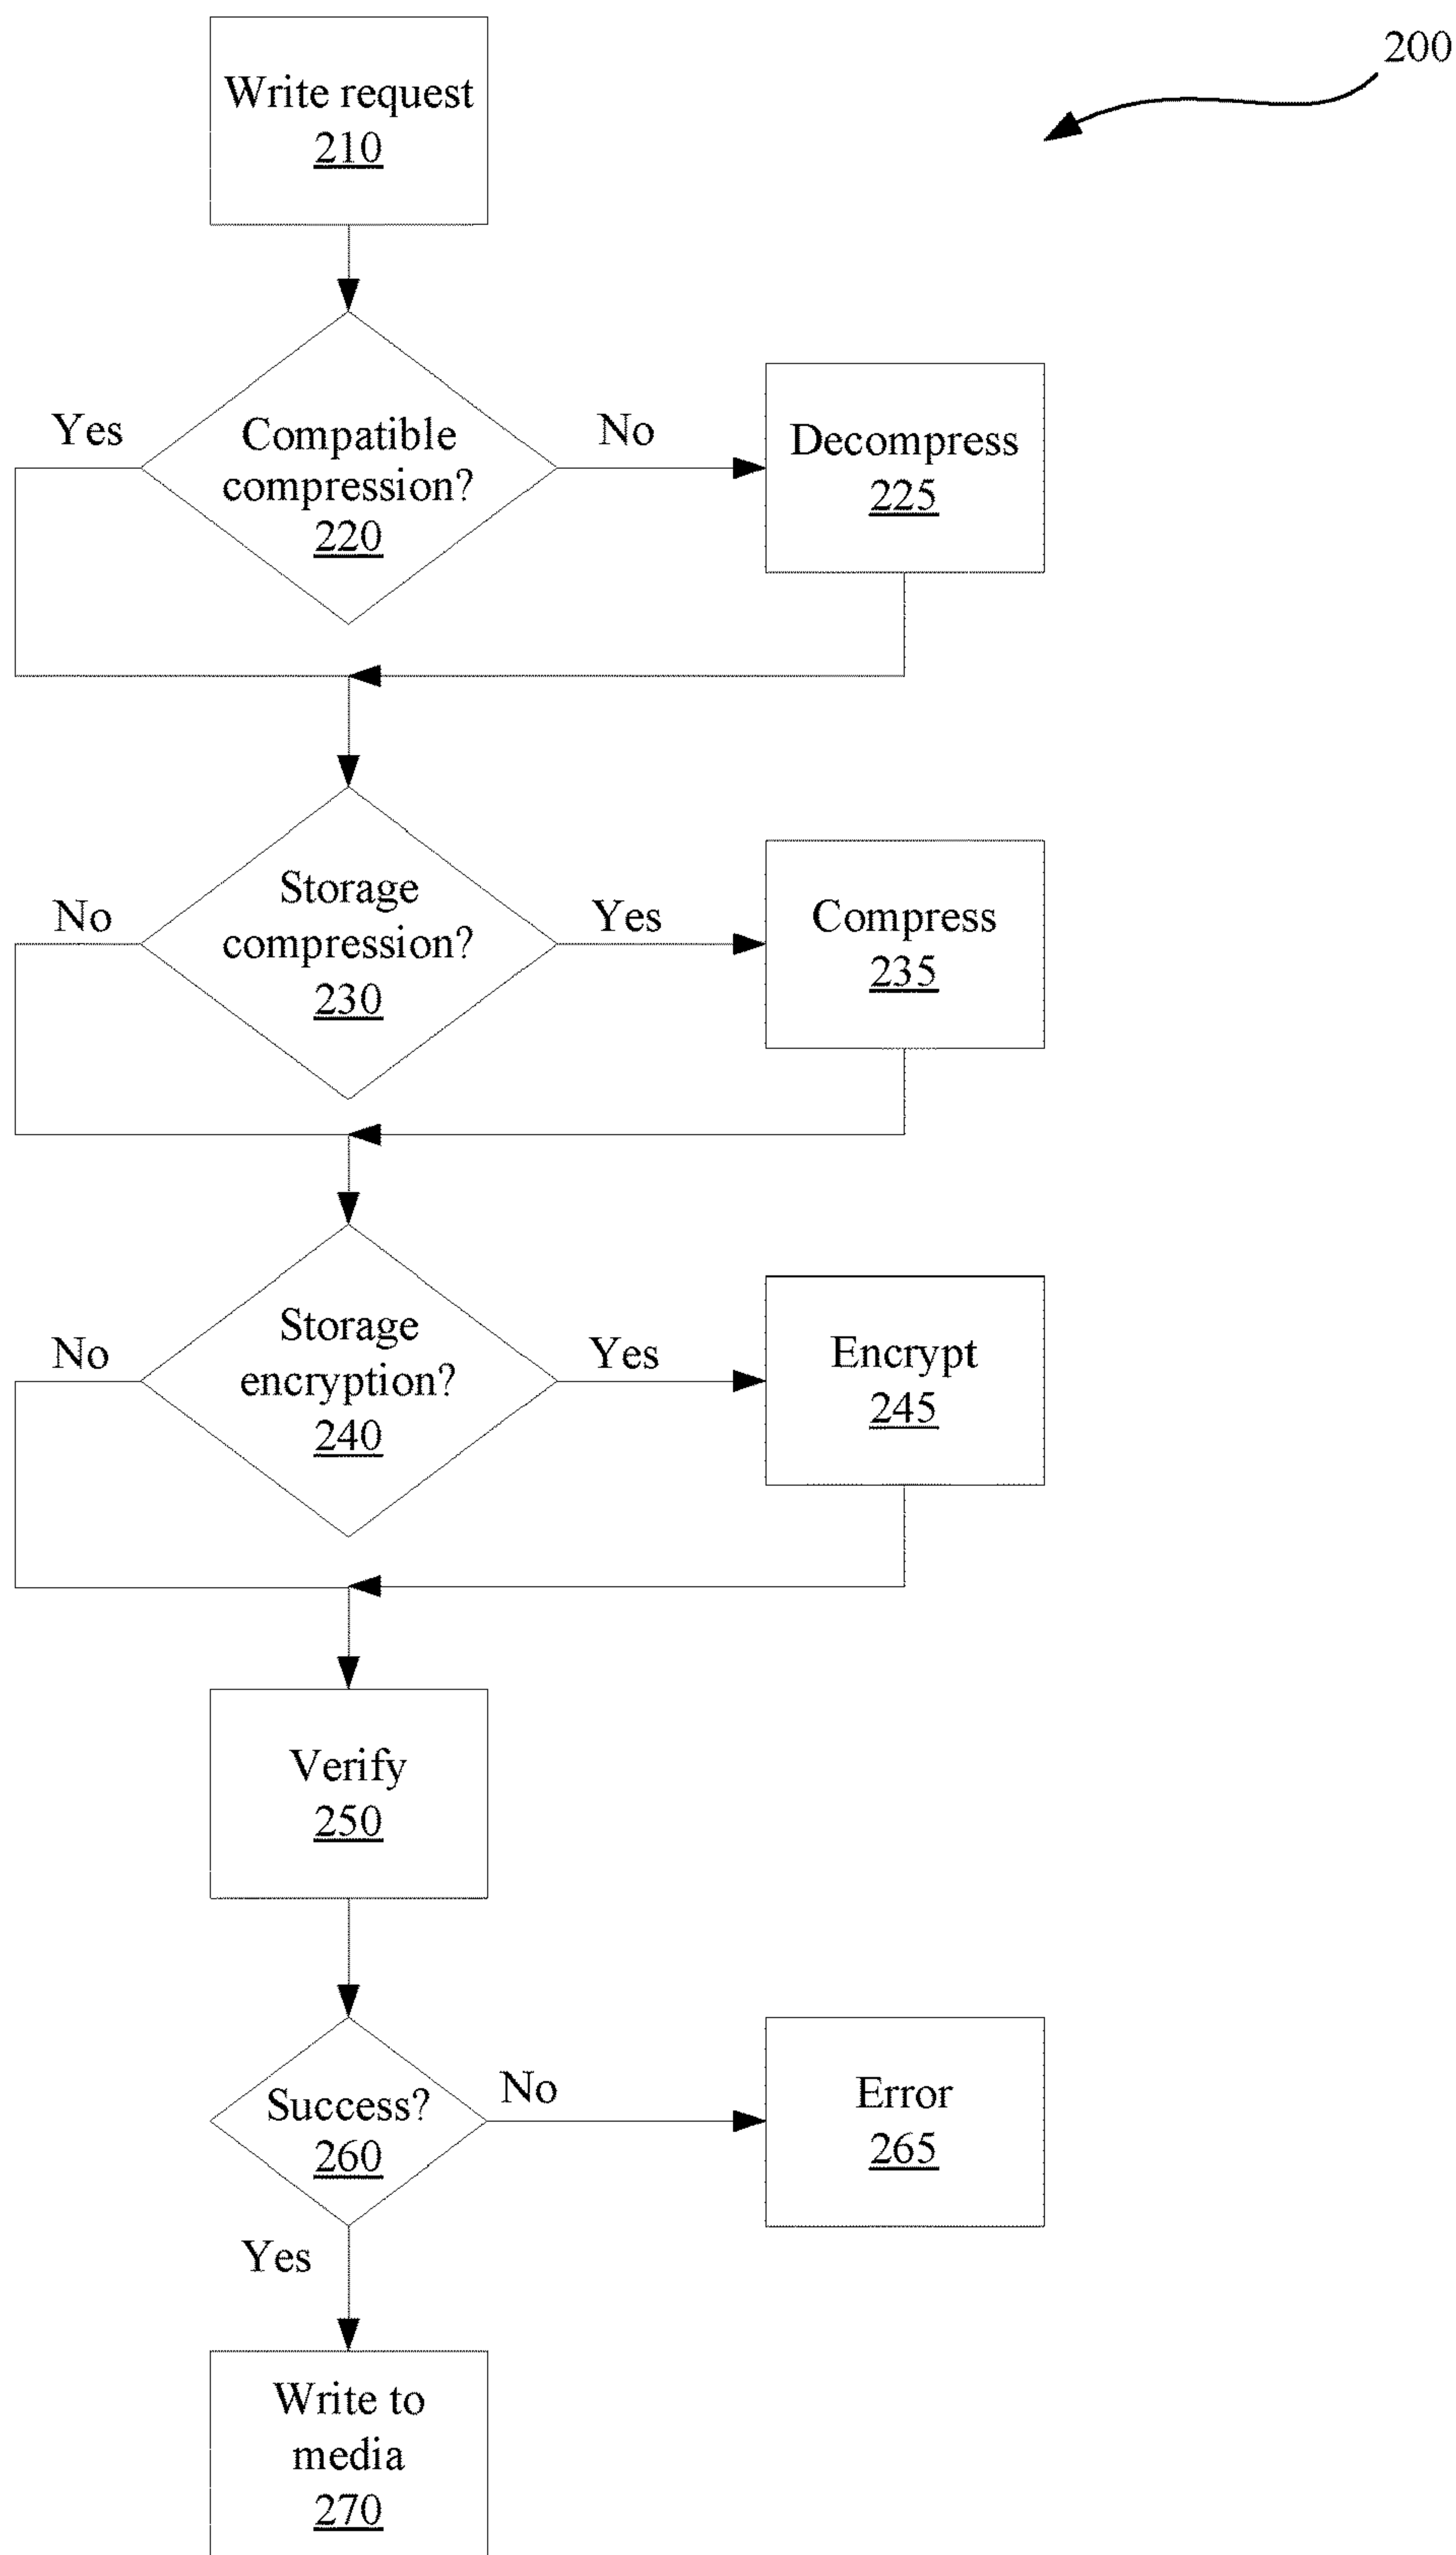 200
Write request
210
Yes
No
Compatible
compression?
220
Decompress
225
No
Yes
Storage
compression?
230
Compress
235
No
Yes
Storage
encryption?
240
Encrypt
245
Verify
250
Success?
260
No
Error
265
Yes
Write to
media
270